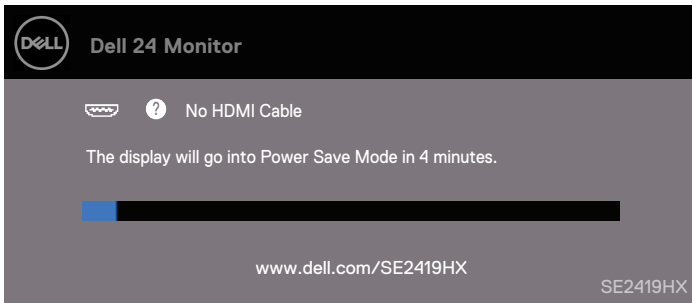 DELL
Dell 24 Monitor
? No HDMI Cable
The display will go into Power Save Mode in 4 minutes.
www.dell.com/SE2419HX
SE2419HX